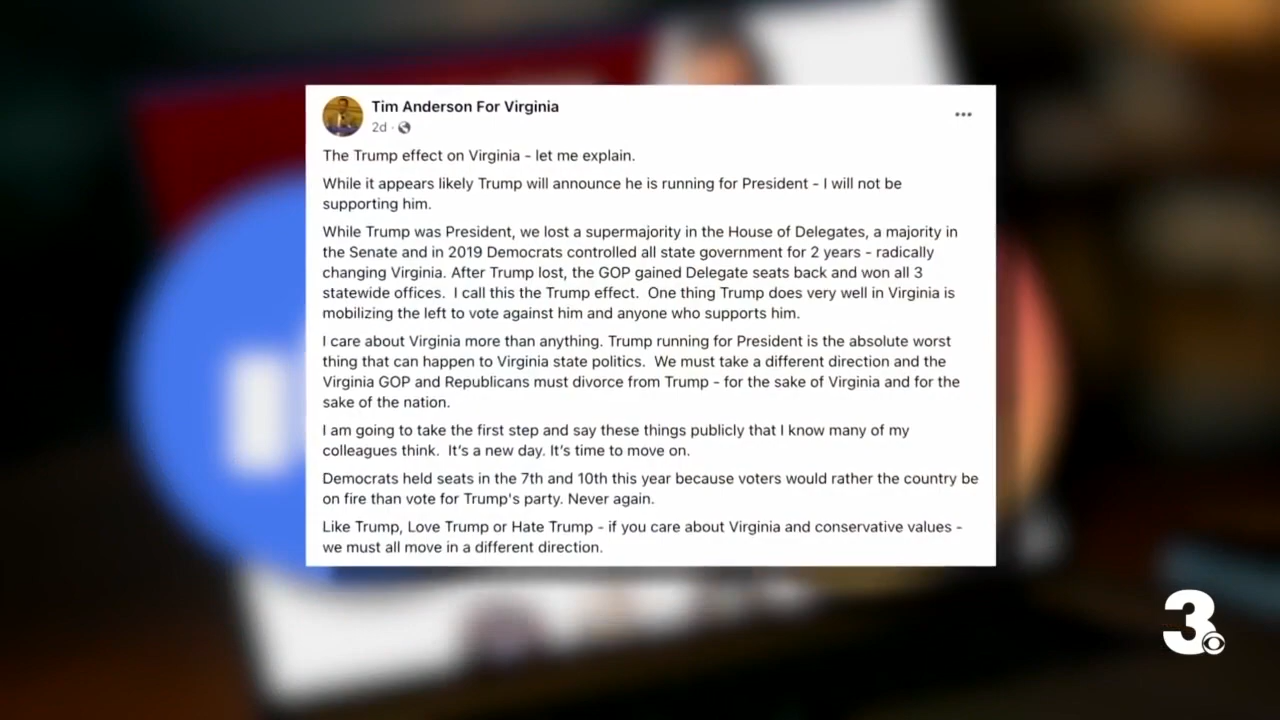 Tim Anderson For Virginia
2d ·
The Trump effect on Virginia - let me explain.
While it appears likely Trump will announce he is running for President - I will not be
supporting him.
While Trump was President, we lost a supermajority in the House of Delegates, a majority in
the Senate and in 2019 Democrats controlled all state government for 2 years - radically
changing Virginia. After Trump lost, the GOP gained Delegate seats back and won all 3
statewide offices.  I call this the Trump effect.  One thing Trump does very well in Virginia is
mobilizing the left to vote against him and anyone who supports him.
I care about Virginia more than anything. Trump running for President is the absolute worst
thing that can happen to Virginia state politics.  We must take a different direction and the
Virginia GOP and Republicans must divorce from Trump - for the sake of Virginia and for the
sake of the nation.
I am going to take the first step and say these things publicly that I know many of my
colleagues think.  It's a new day. It's time to move on.
Democrats held seats in the 7th and 10th this year because voters would rather the country be
on fire than vote for Trump's party. Never again.
Like Trump, Love Trump or Hate Trump - if you care about Virginia and conservative values -
we must all move in a different direction.
3